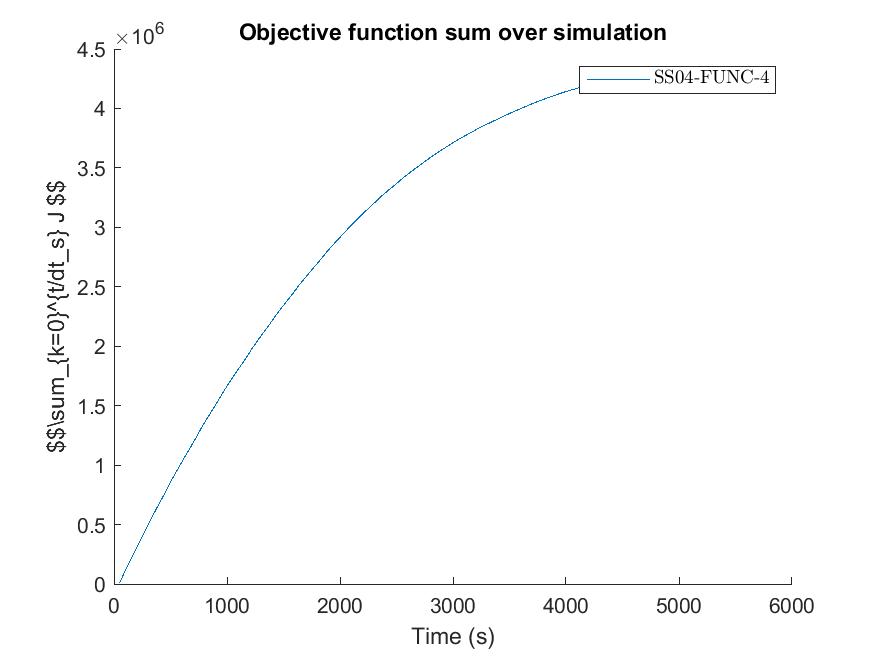 Objective function sum over simulation
×10^6
SS04-FUNC-4
4.5
4
3.5
3
2.5
2
1.5
1
0.5
0
$$\sum_{k=0}^{t/dt_s} J $$
0 1000 2000 3000 4000 5000 6000
Time (s)